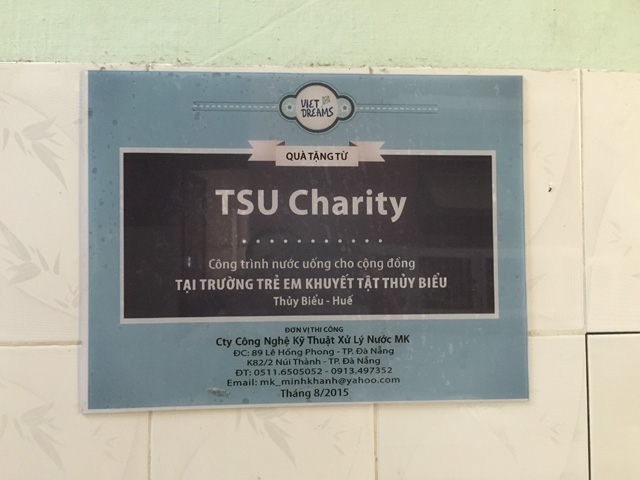 VIET
DREAMS
QUÀ TẶNG TỪ
TSU Charity
Công trình nước uống cho cộng đồng
TẠI TRƯỜNG TRẺ EM KHUYẾT TẬT THỦY BIỂU
Thủy Biểu - Huế
ĐƠN VỊ THI CÔNG
Cty Công Nghệ Kỹ Thuật Xử Lý Nước MK
ĐC: 89 Lê Hồng Phong - TP. Đà Nẵng
K82/2 Núi Thành - TP. Đà Nẵng
ĐT: 0511.6505052 - 0913.497352
Email: mk_minhkhanh@yahoo.com
Tháng 8/2015